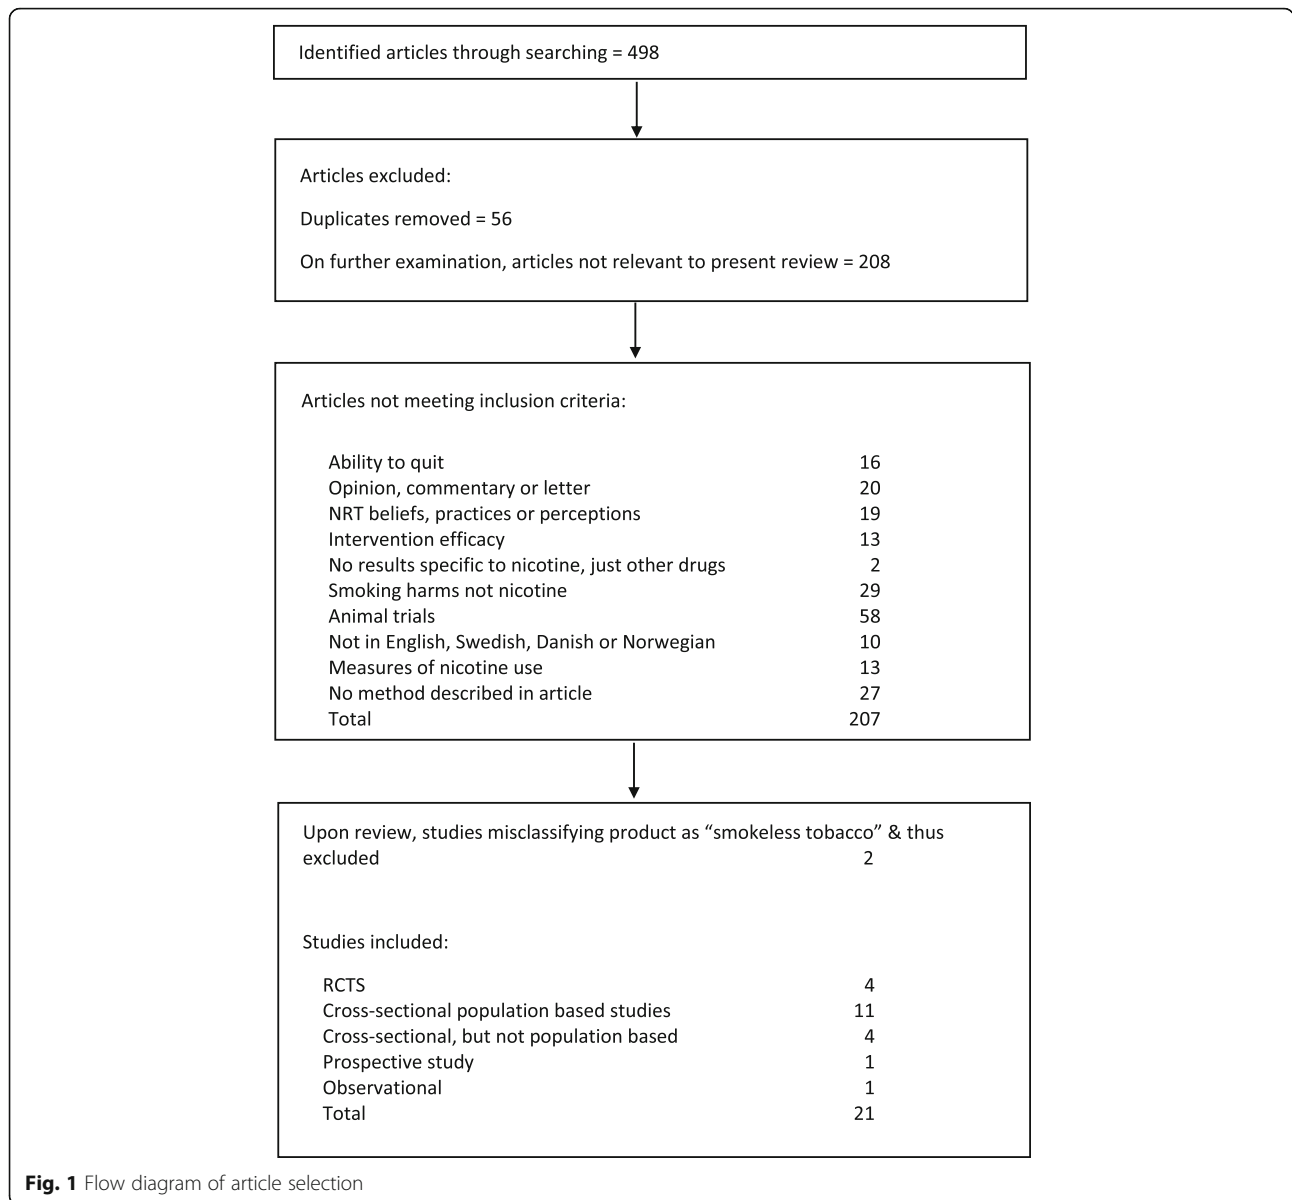 Identified articles through searching = 498
Articles excluded:
Duplicates removed = 56
On further examination, articles not relevant to present review = 208
Articles not meeting inclusion criteria:
Ability to quit 16
Opinion, commentary or letter 20
NRT beliefs, practices or perceptions 19
Intervention efficacy 13
No results specific to nicotine, just other drugs 2
Smoking harms not nicotine 29
Animal trials 58
Not in English, Swedish, Danish or Norwegian 10
Measures of nicotine use 13
No method described in article 27
Total 207
Upon review, studies misclassifying product as “smokeless tobacco” & thus
excluded 2
Studies included:
RCTS 4
Cross-sectional population based studies 11
Cross-sectional, but not population based 4
Prospective study 1
Observational 1
Total 21
Fig. 1 Flow diagram of article selection